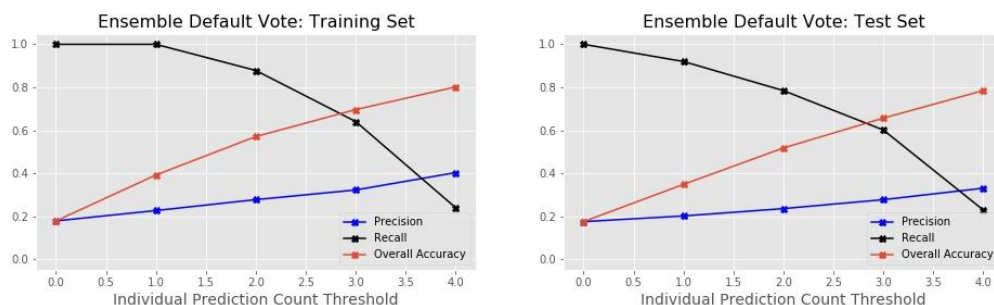 Ensemble Default Vote: Training Set
1.0
0.8
0.6
0.4
0.2
0.0
Precision
Recall
Overall Accuracy
0.0 0.5 1.0 1.5 2.0 2.5 3.0 3.5 4.0
Individual Prediction Count Threshold
Ensemble Default Vote: Test Set
1.0
0.8
0.6
0.4
0.2
0.0
Precision
Recall
Overall Accuracy
0.0 0.5 1.0 1.5 2.0 2.5 3.0 3.5 4.0
Individual Prediction Count Threshold